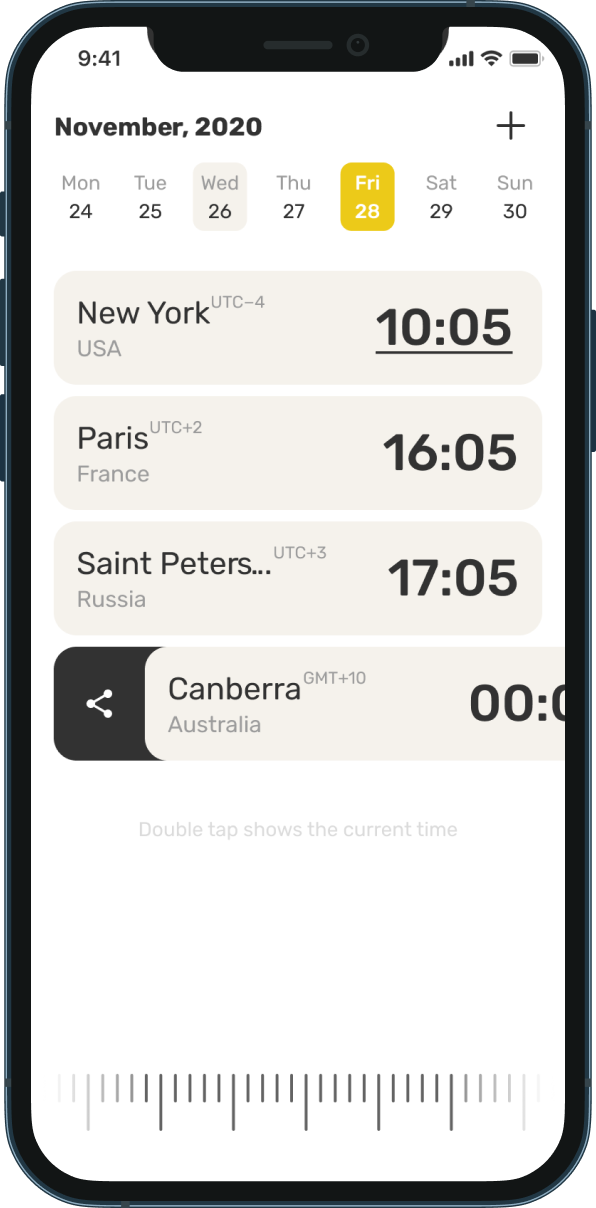 9:41
November, 2020
Mon Tue Wed Thu Fri Sat Sun
24 25 26 27 28 29 30
New York UTC−4 10:05
USA
Paris UTC+2 16:05
France
Saint Peters... UTC+3 17:05
Russia
Canberra GMT+10 00:0
Australia
Double tap shows the current time